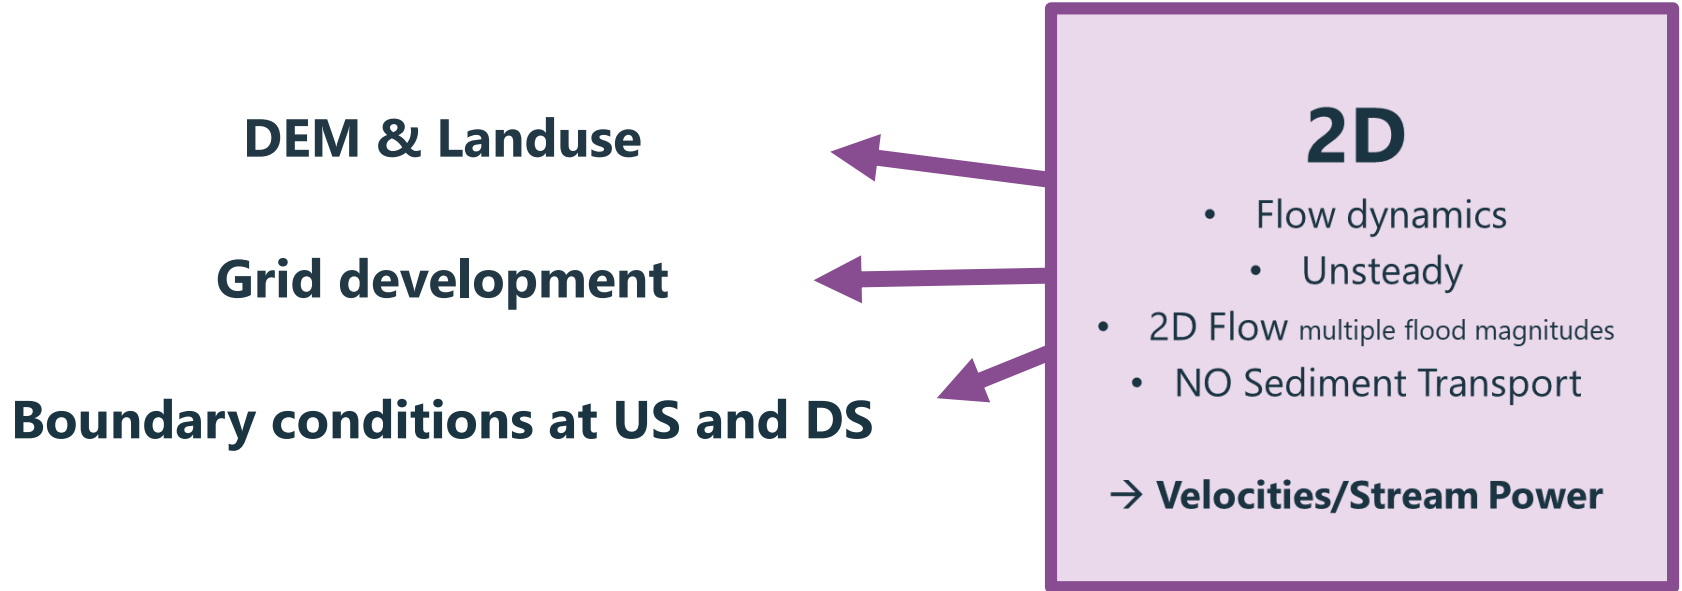 DEM & Landuse
Grid development
Boundary conditions at US and DS
2D
• Flow dynamics
• Unsteady
• 2D Flow multiple flood magnitudes
• NO Sediment Transport
→ Velocities/Stream Power